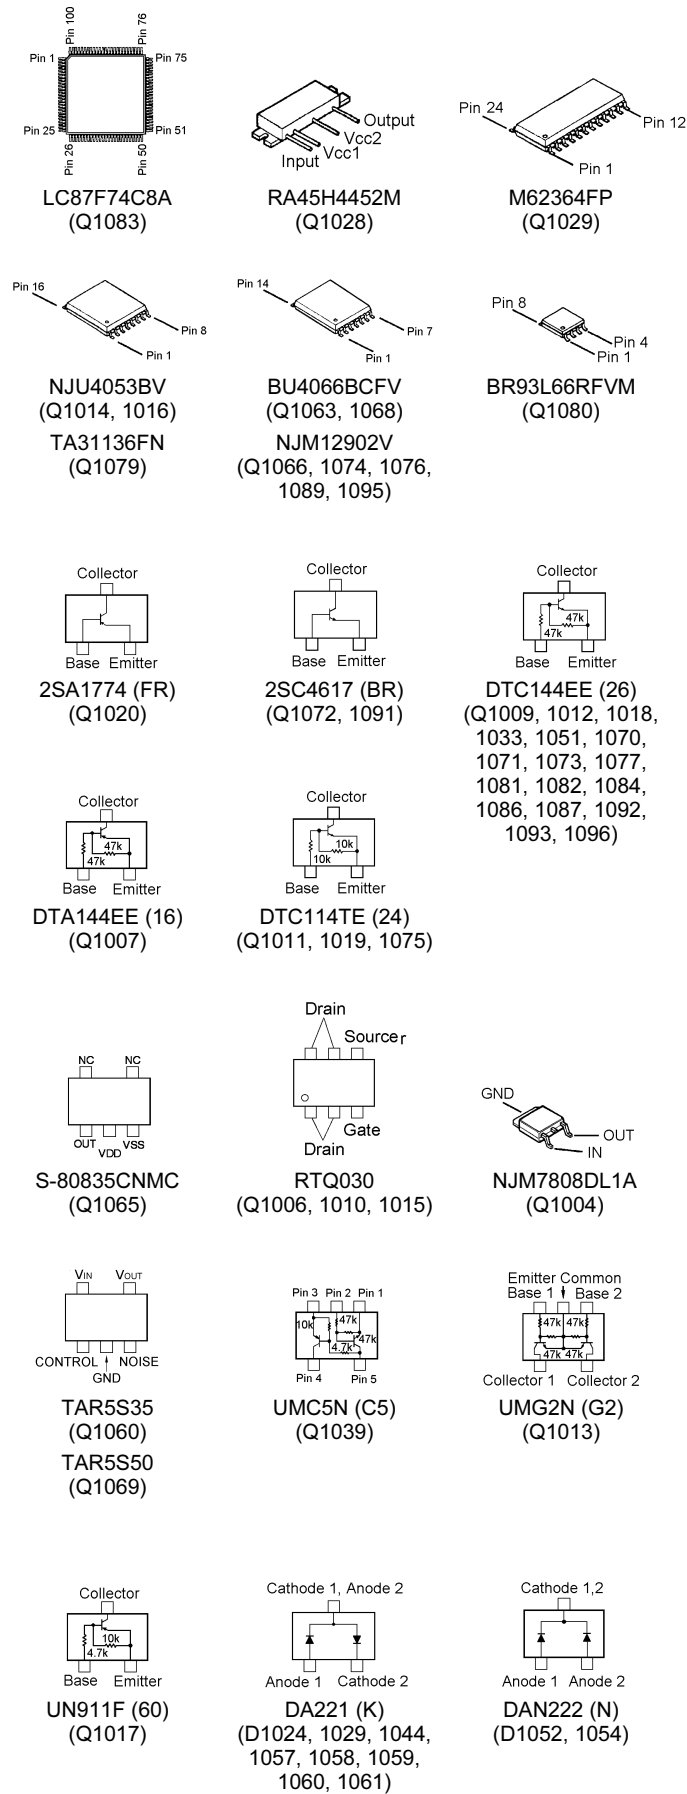 Pin 100
Pin 76
Pin 1
Pin 75
Pin 25
Pin 51
Pin 26
Pin 50
LC87F74C8A
(Q1083)
Output
Vcc2
Vcc1
Input
RA45H4452M
(Q1028)
Pin 24
Pin 12
Pin 1
M62364FP
(Q1029)
Pin 16
Pin 8
Pin 1
NJU4053BV
(Q1014, 1016)
TA31136FN
(Q1079)
Pin 14
Pin 7
Pin 1
BU4066BCFV
(Q1063, 1068)
NJM12902V
(Q1066, 1074, 1076,
1089, 1095)
Pin 8
Pin 4
Pin 1
BR93L66RFVM
(Q1080)
Collector
Base Emitter
2SA1774 (FR)
(Q1020)
Collector
Base Emitter
2SC4617 (BR)
(Q1072, 1091)
Collector
47k
47k
Base Emitter
DTC144EE (26)
(Q1009, 1012, 1018,
1033, 1051, 1070,
1071, 1073, 1077,
1081, 1082, 1084,
1086, 1087, 1092,
1093, 1096)
Collector
47k
47k
Base Emitter
DTA144EE (16)
(Q1007)
Collector
10k
10k
Base Emitter
DTC114TE (24)
(Q1011, 1019, 1075)
NC NC
OUT VDD VSS
S-80835CNMC
(Q1065)
Drain
Sourcer
Gate
Drain
RTQ030
(Q1006, 1010, 1015)
GND
OUT
IN
NJM7808DL1A
(Q1004)
VIN VOUT
CONTROL NOISE
GND
TAR5S35
(Q1060)
TAR5S50
(Q1069)
Pin 3 Pin 2 Pin 1
10k
47k
47k
4.7k
Pin 4 Pin 5
UMC5N (C5)
(Q1039)
Emitter Common
Base 1 Base 2
47k 47k
47k 47k
Collector 1 Collector 2
UMG2N (G2)
(Q1013)
Collector
10k
4.7k
Base Emitter
UN911F (60)
(Q1017)
Cathode 1, Anode 2
Anode 1 Cathode 2
DA221 (K)
(D1024, 1029, 1044,
1057, 1058, 1059,
1060, 1061)
Cathode 1,2
Anode 1 Anode 2
DAN222 (N)
(D1052, 1054)